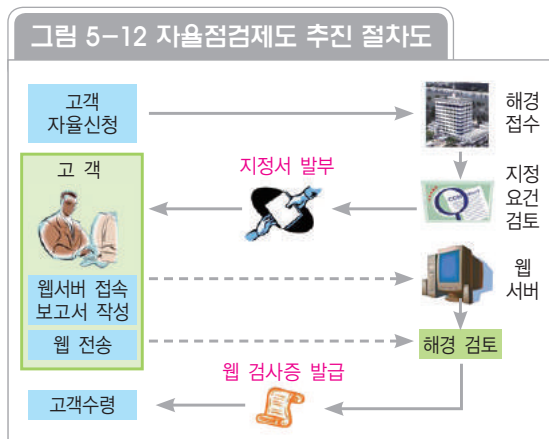 그림 5-12 자율점검제도 추진 절차도
고객
자율신청
해경
접수
고 객
지정서 발부
지정
요건
검토
웹서버 접속
보고서 작성
웹
서버
웹 전송
해경 검토
웹 검사증 발급
고객수령